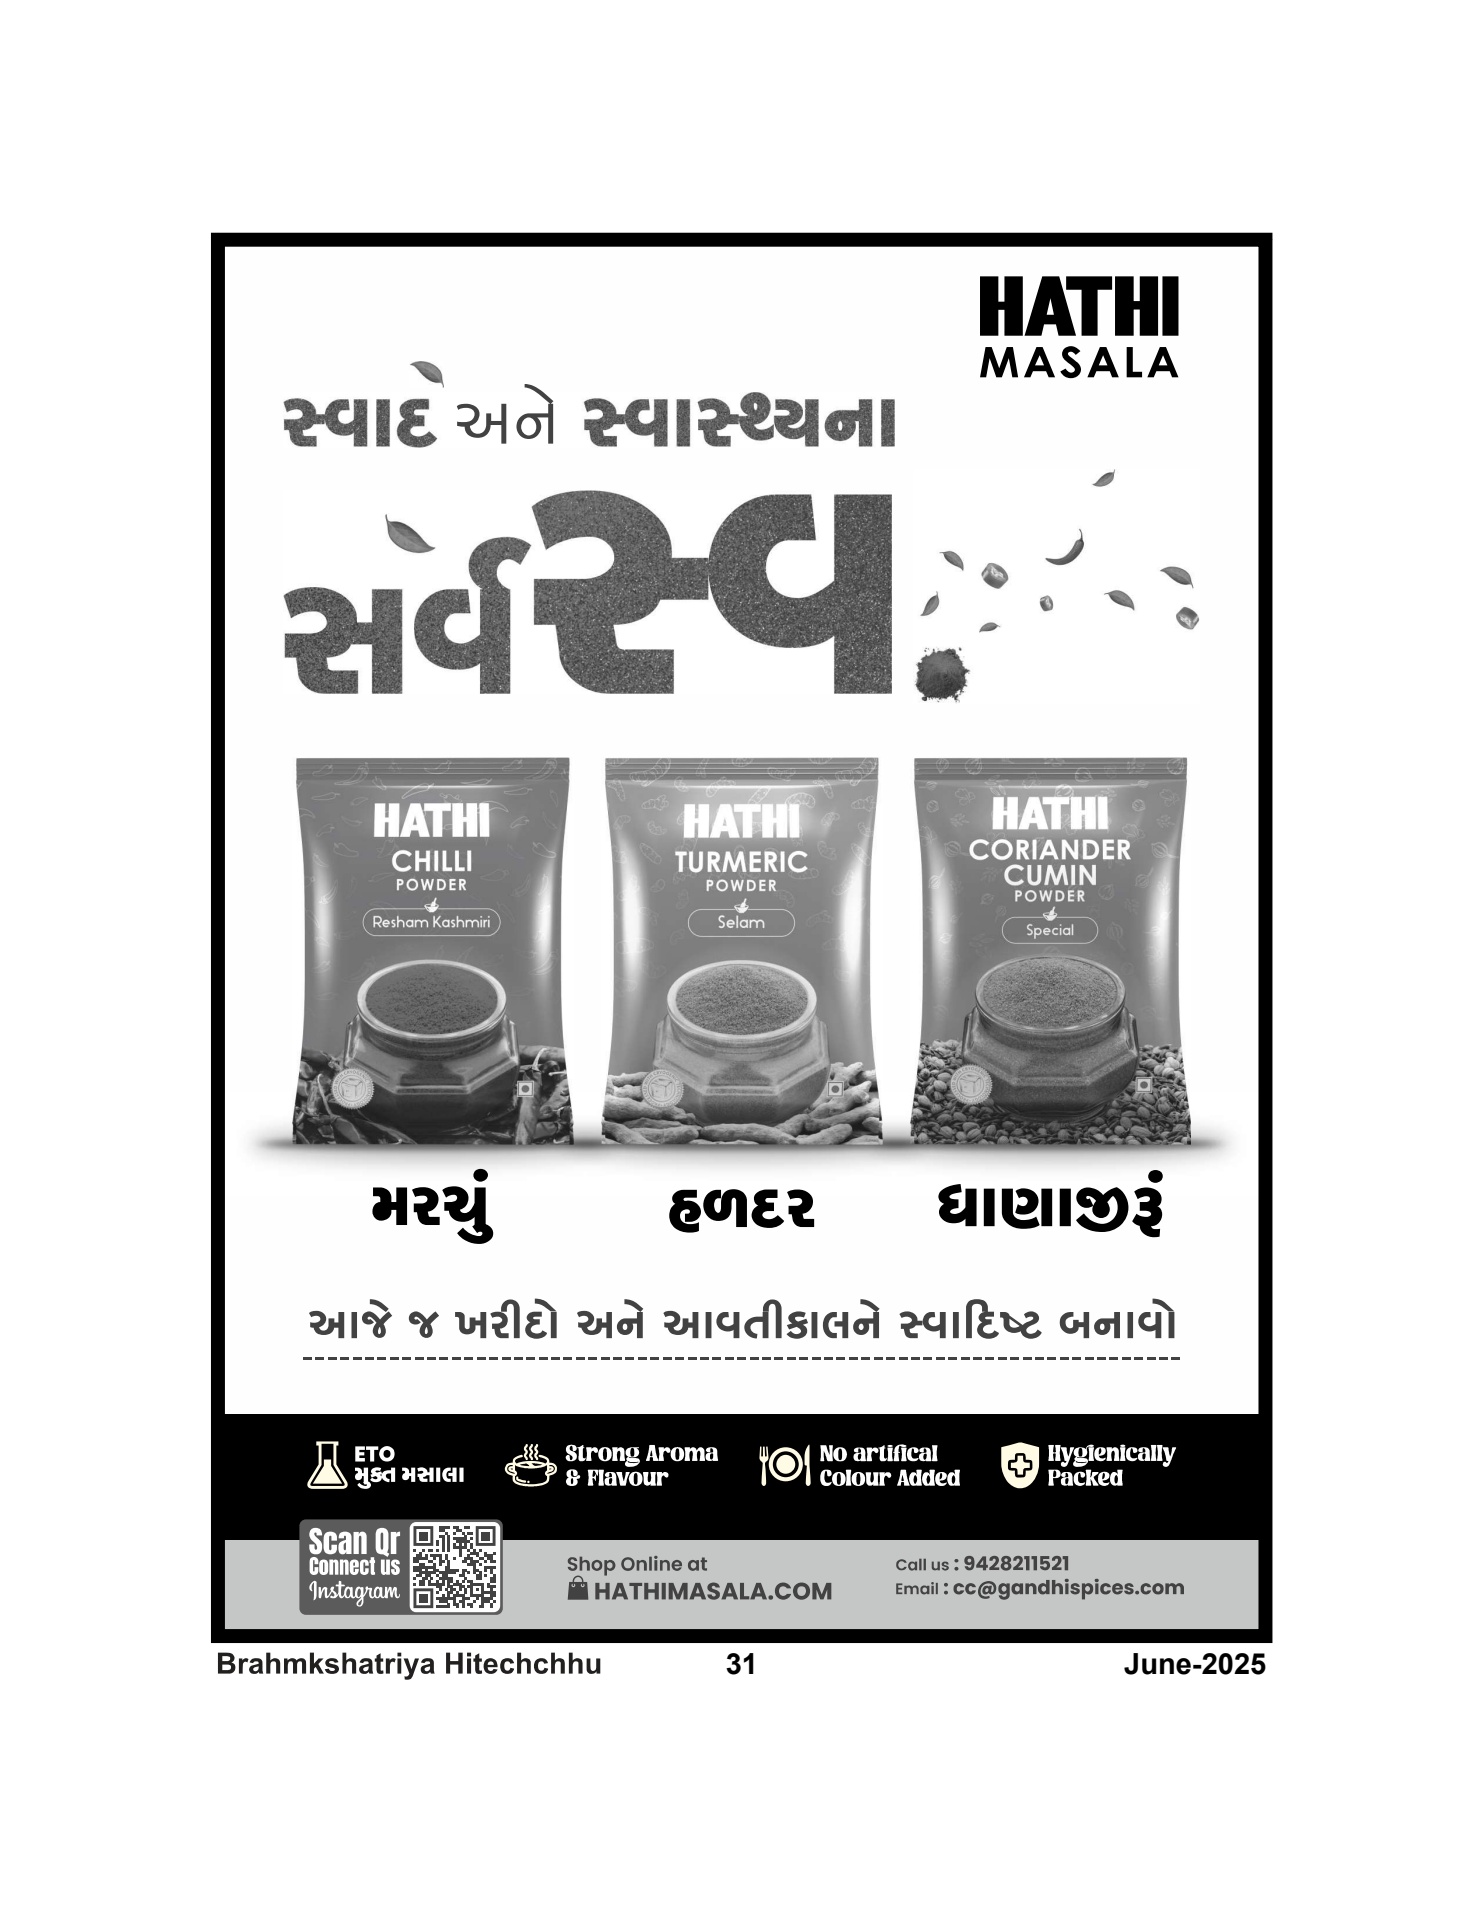 HATHI
MASALA
સ્વાદ અને સ્વાસ્થ્યના
સર્વસ્વ
HATHI
CHILLI
POWDER
Resham Kashmiri
HATHI
TURMERIC
POWDER
Selam
HATHI
CORIANDER
CUMIN
POWDER
Special
મરચું
હળદર
ધાણાજીરૂં
આજે જ ખરીદો અને આવતીકાલને સ્વાદિષ્ટ બનાવો
ETO
મુક્ત મસાલા
Strong Aroma
& Flavour
No artifical
Colour Added
Hygienically
Packed
Scan Qr
Connect us
Instagram
Shop Online at
HATHIMASALA.COM
Call us : 9428211521
Email : cc@gandhispices.com
Brahmkshatriya Hitechchhu 31 June-2025